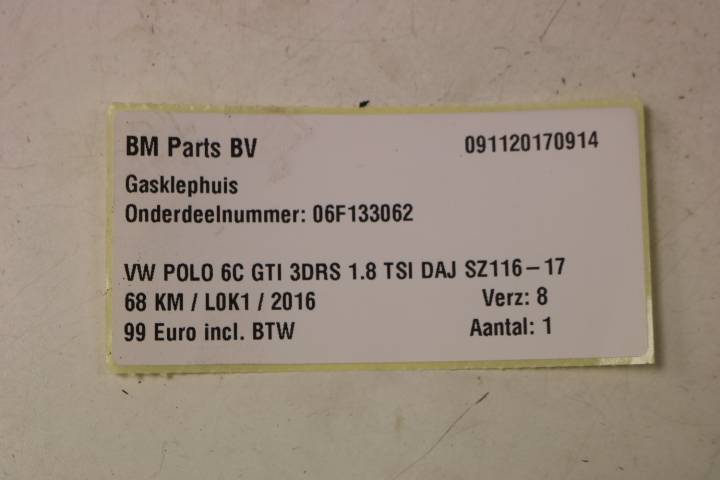 BM Parts BV 091120170914
Gasklephuis
Onderdeelnummer: 06F133062
VW POLO 6C GTI 3DRS 1.8 TSI DAJ SZ116-17
68 KM / L0K1 / 2016 Verz: 8
99 Euro incl. BTW Aantal: 1